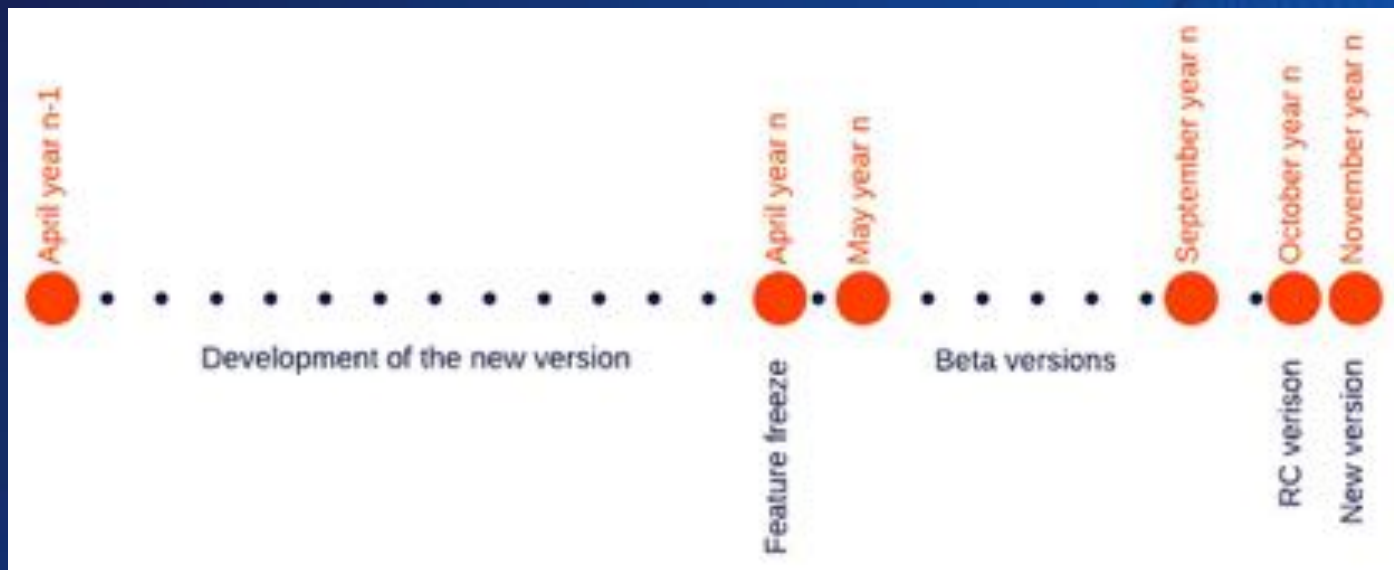 April year n-1
April year n
May year n
September year n
October year n
November year n
Development of the new version
Beta versions
Feature freeze
RC verison
New version